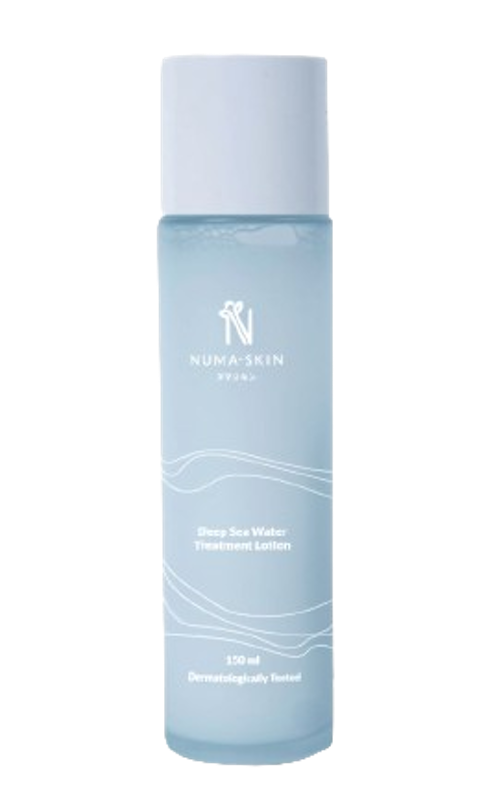 NUMA-SKIN
Deep Sea Water
Treatment Lotion
150 ml
Dermatologically Tested